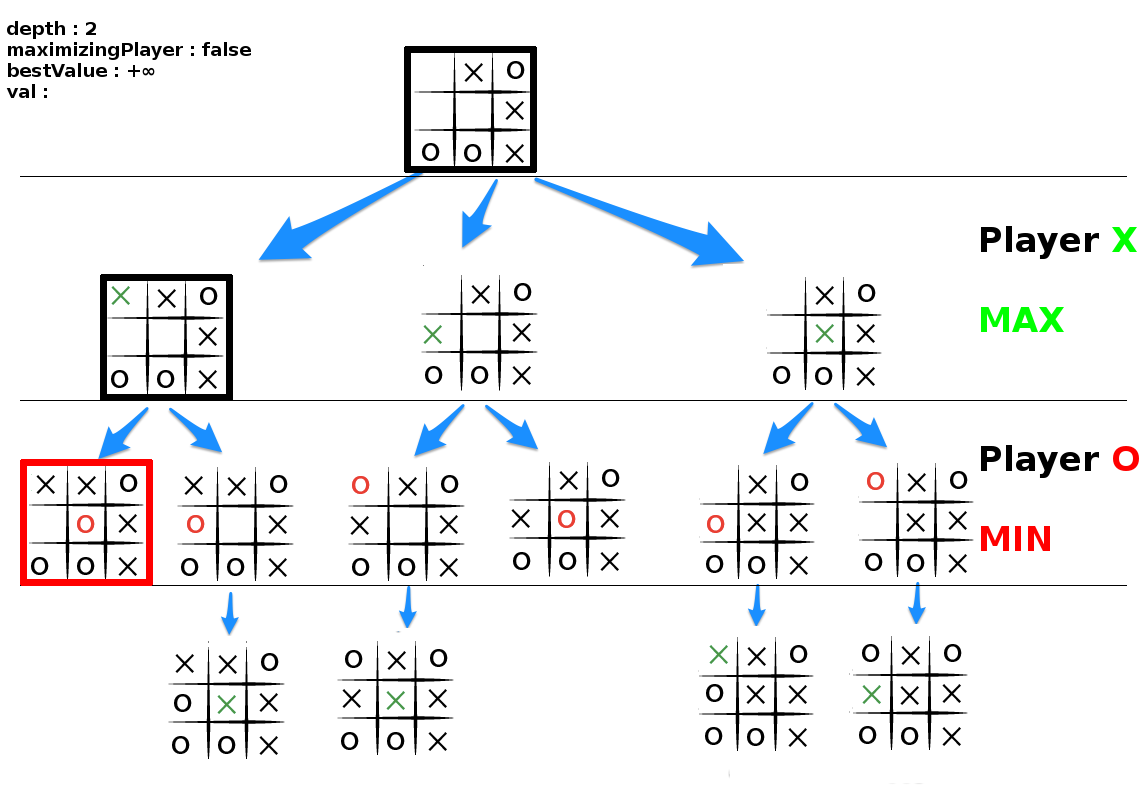 depth : 2
maximizingPlayer : false
bestValue : +∞
val :
X O
X
O O X
Player X
MAX
X X O
X
O O X
X O
X X
O O X
X O
X X
O O X
Player O
MIN
X X O
O X
O O X
X X O
O X
O O X
O X O
X X
O O X
X O
X O X
O O X
X O
O X X
O O X
O X O
X X
O O X
X X O
O X X
O O X
O X O
X X X
O O X
X X O
O X X
O O X
O X O
X X X
O O X